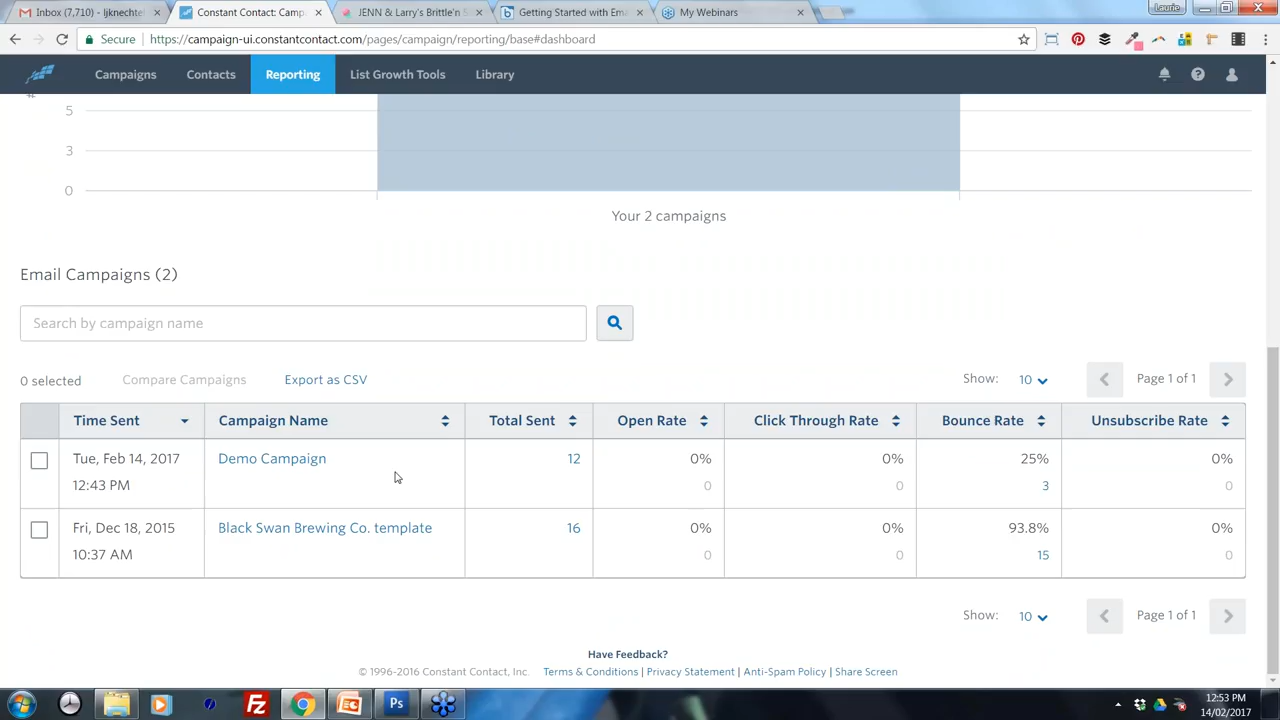 Inbox (7,710) - ljknechtel
Constant Contact: Camp
JENN & Larry's Brittle'n S
Getting Started with Ema
My Webinars
Laurie
Secure
https://campaign-ui.constantcontact.com/pages/campaign/reporting/base#dashboard
Campaigns
Contacts
Reporting
List Growth Tools
Library
5
3
0
Your 2 campaigns
Email Campaigns (2)
Search by campaign name
0 selected
Compare Campaigns
Export as CSV
Show:
10
Page 1 of 1
Time Sent
Campaign Name
Total Sent
Open Rate
Click Through Rate
Bounce Rate
Unsubscribe Rate
Tue, Feb 14, 2017
Demo Campaign
12
0%
0%
25%
0%
12:43 PM
0
0
3
0
Fri, Dec 18, 2015
Black Swan Brewing Co. template
16
0%
0%
93.8%
0%
10:37 AM
0
0
15
0
Show:
10
Page 1 of 1
Have Feedback?
© 1996-2016 Constant Contact, Inc.
Terms & Conditions | Privacy Statement | Anti-Spam Policy | Share Screen
12:53 PM
14/02/2017